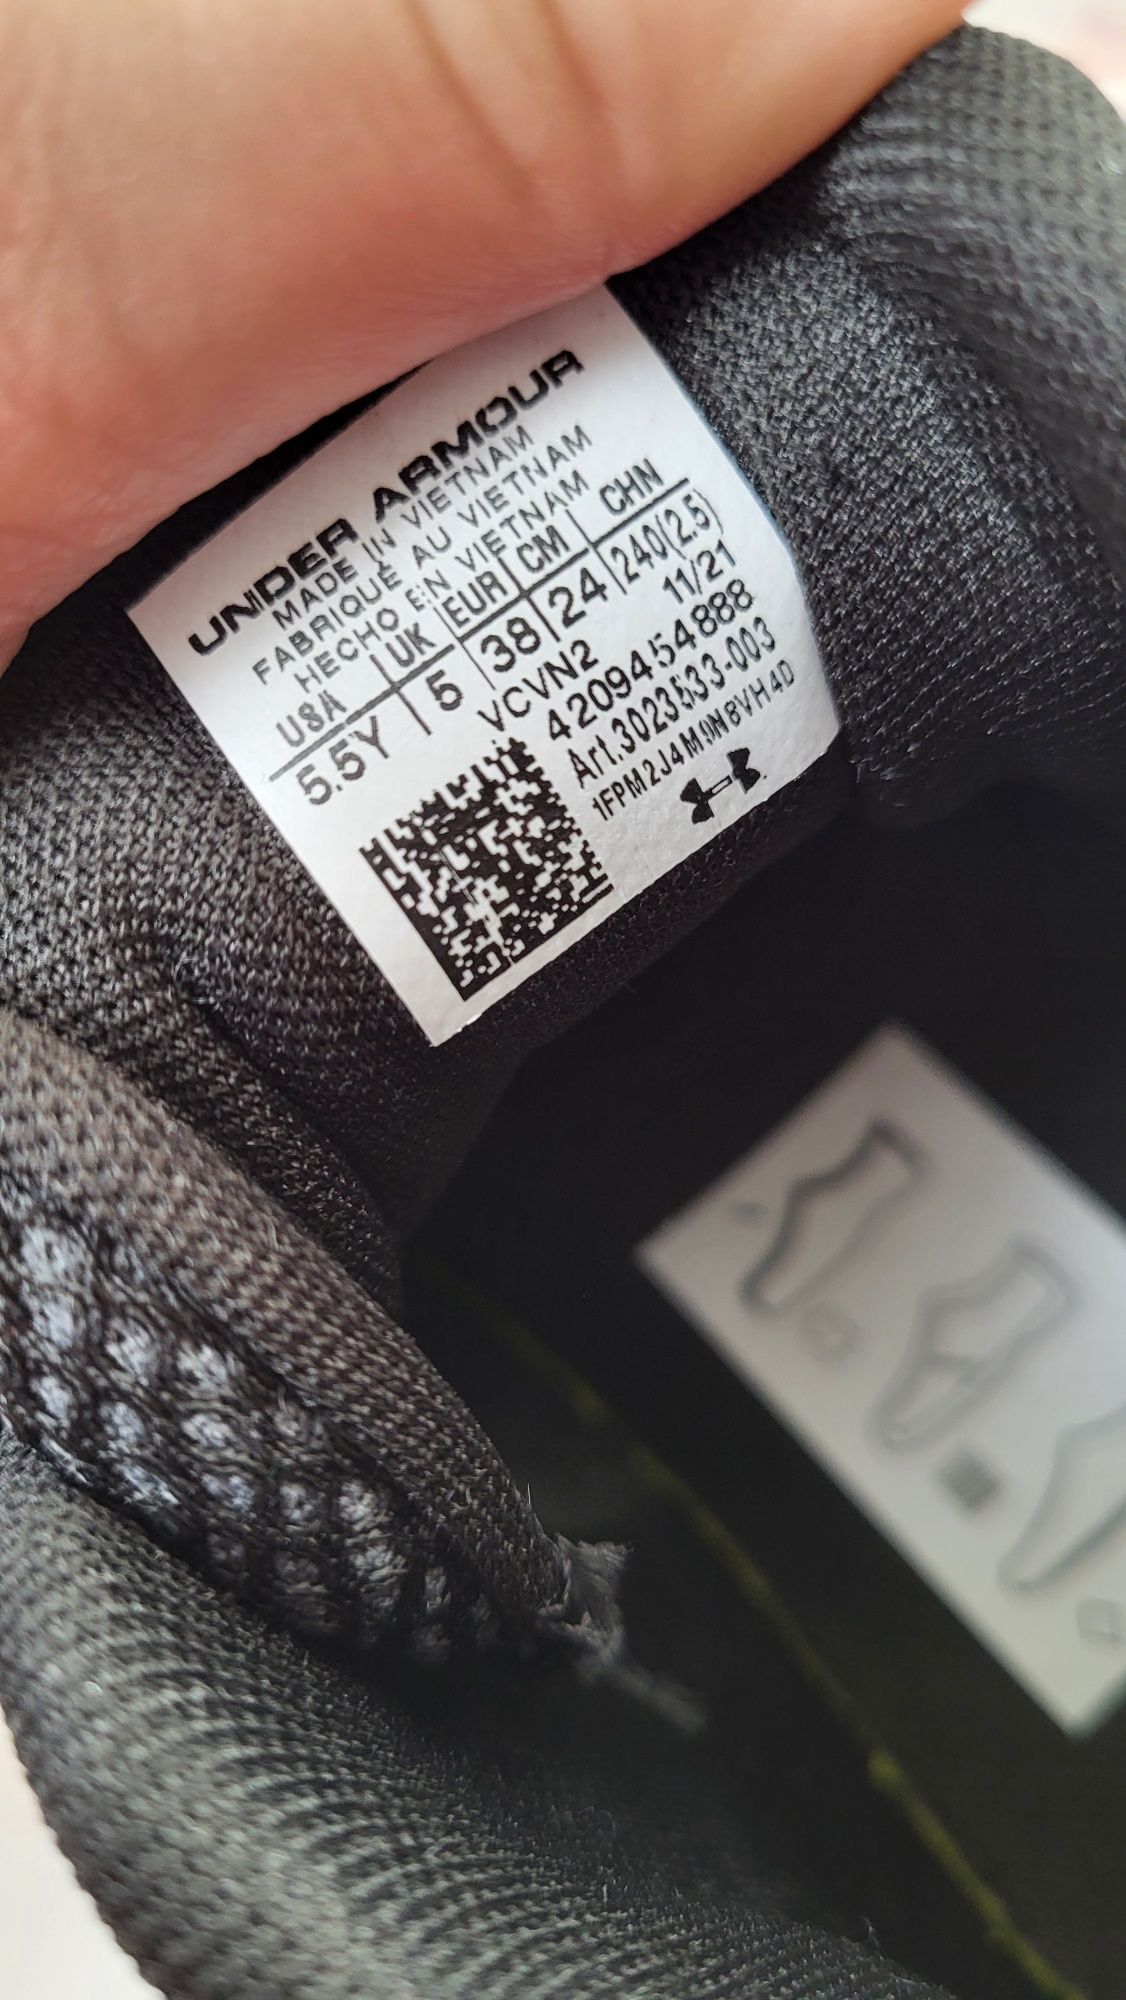 UNDER ARMOUR
MADE IN VIETNAM
FABRIQUÉ AU VIETNAM
HECHO EN VIETNAM
USA UK EUR CM CHN
5.5Y 5 38 24 240(2.5)
VCVN2 11/21
4209454888
Art.3023533-003
1FPM2J4M9N8VH4D